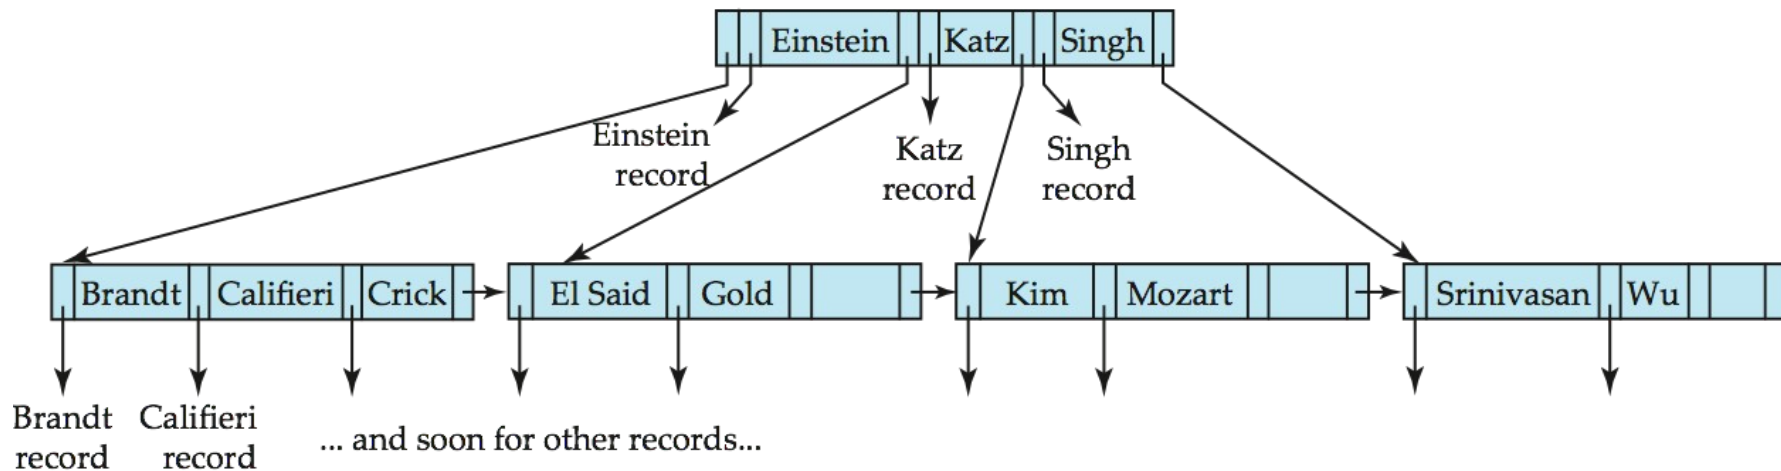 Einstein Katz Singh
Einstein
record
Katz
record
Singh
record
Brandt Califieri Crick El Said Gold Kim Mozart Srinivasan Wu
Brandt
record
Califieri
record
... and soon for other records...